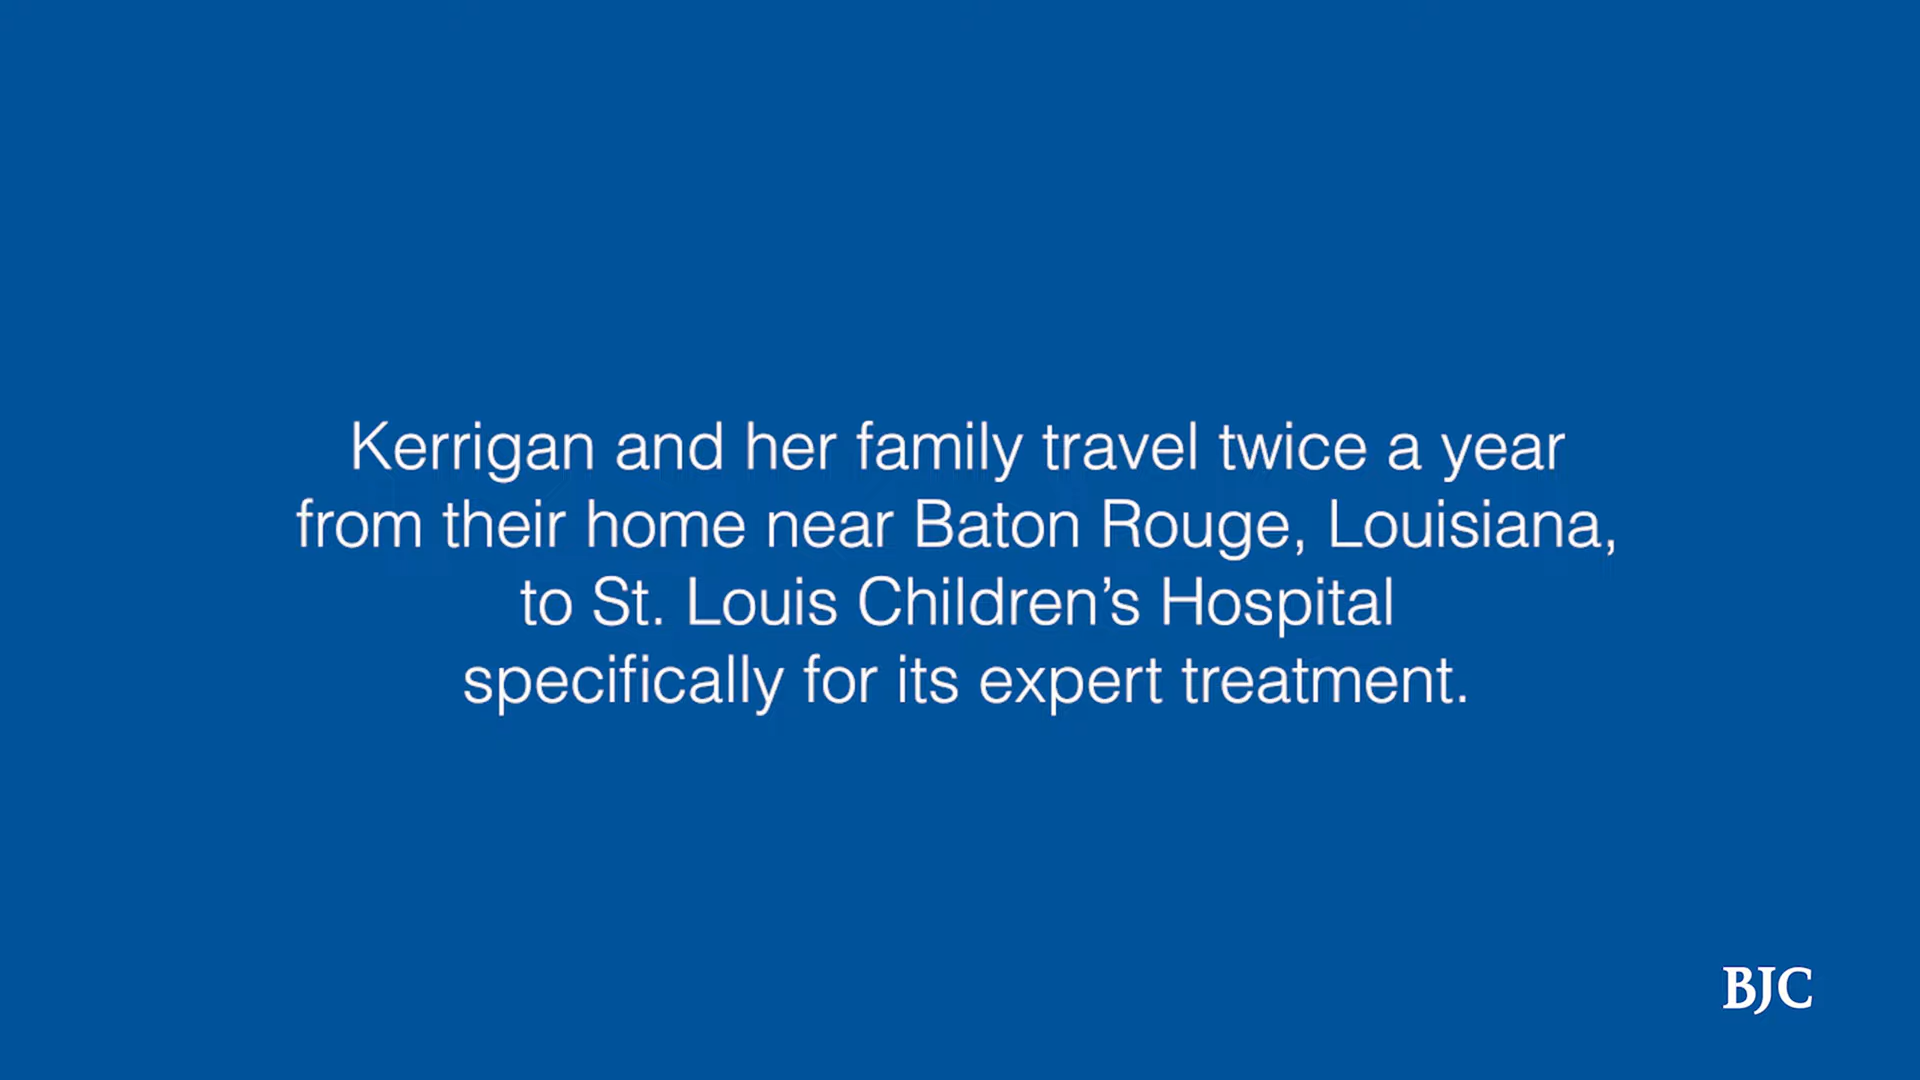 Kerrigan and her family travel twice a year
from their home near Baton Rouge, Louisiana,
to St. Louis Children’s Hospital
specifically for its expert treatment.
BJC